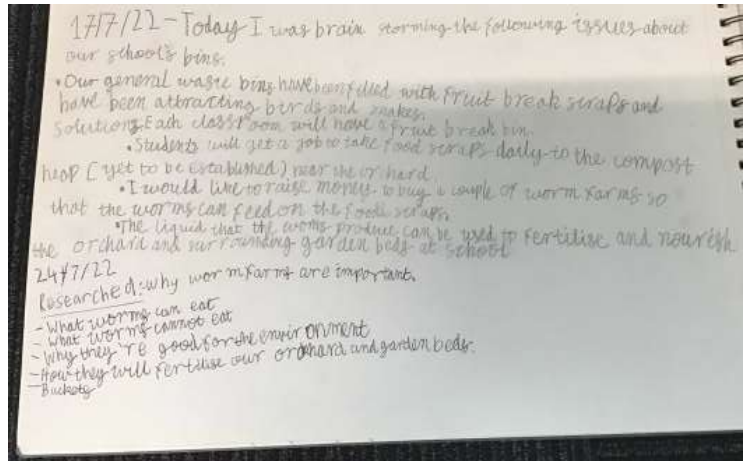 17/7/22 - Today I was brain storming the following issues about
our school's bins.
• Our general waste bins have been filled with fruit break scraps and
have been attracting birds and snakes.
Solutions: Each classroom will have a fruit break bin.
• Students will get a job to take food scraps daily to the compost
heap (yet to be established) near the orchard.
• I would like to raise money to buy a couple of worm farms so
that the worms can feed on the food scraps.
• The liquid that the worms produce can be used to fertilise and nourish
the orchard and surrounding garden beds at school
24/7/22
Researched: why worm farms are important.
- What worms can eat
- What worms cannot eat
- Why they're good for the environment
- How they will fertilise our orchard and garden beds.
- Buckets